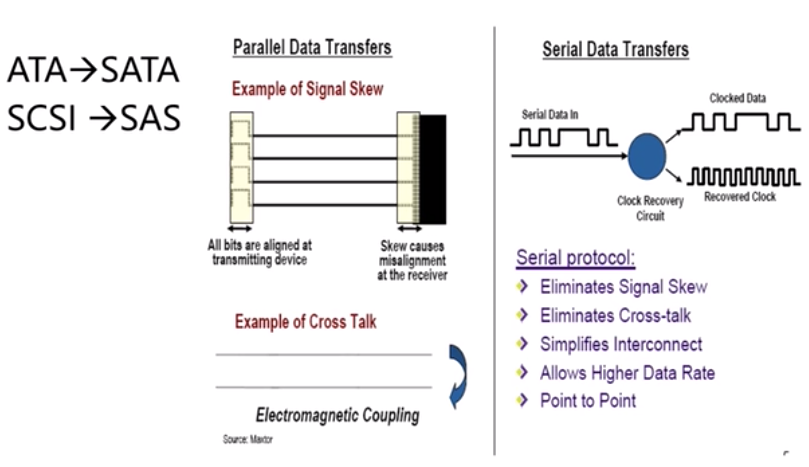 ATA→SATA
SCSI →SAS
Parallel Data Transfers
Example of Signal Skew
All bits are aligned at
transmitting device
Skew causes
misalignment
at the receiver
Example of Cross Talk
Electromagnetic Coupling
Source: Maxtor
Serial Data Transfers
Serial Data In
Clocked Data
Clock Recovery
Circuit
Recovered Clock
Serial protocol:
Eliminates Signal Skew
Eliminates Cross-talk
Simplifies Interconnect
Allows Higher Data Rate
Point to Point